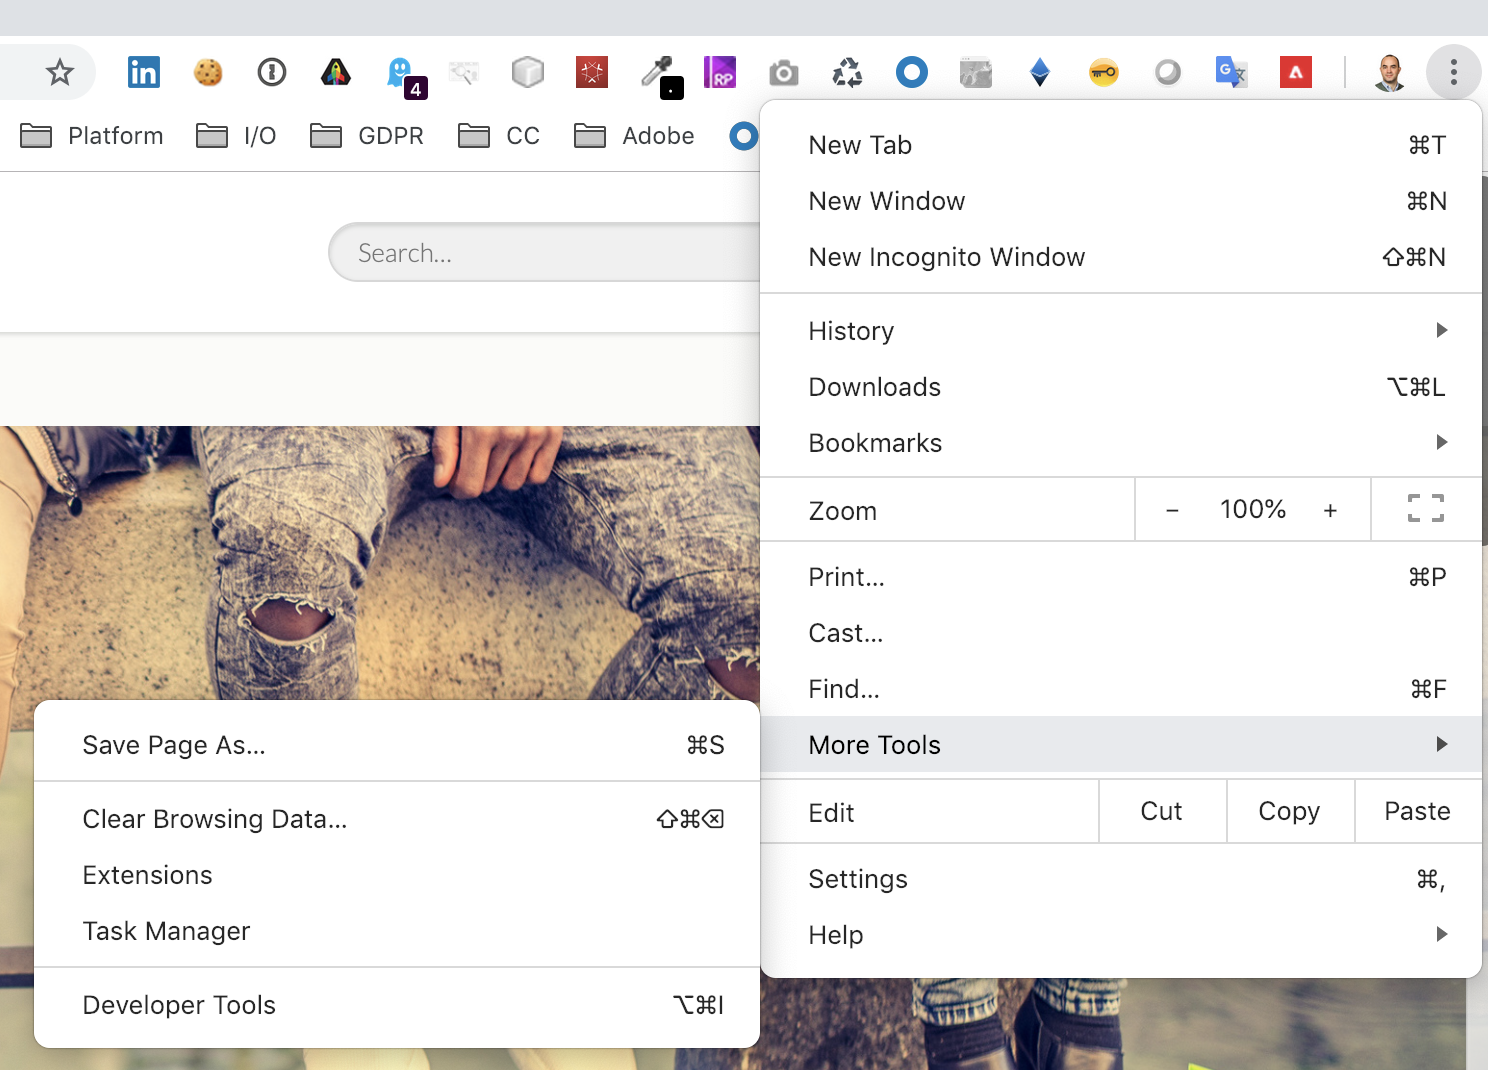 in
4
RP
G
Platform
I/O
GDPR
CC
Adobe
Search...
New Tab ⌘T
New Window ⌘N
New Incognito Window ⇧⌘N
History
Downloads ⌥⌘L
Bookmarks
Zoom − 100% +
Print... ⌘P
Cast...
Find... ⌘F
More Tools
Edit Cut Copy Paste
Settings ⌘,
Help
Save Page As... ⌘S
Clear Browsing Data... ⇧⌘⌫
Extensions
Task Manager
Developer Tools ⌥⌘I